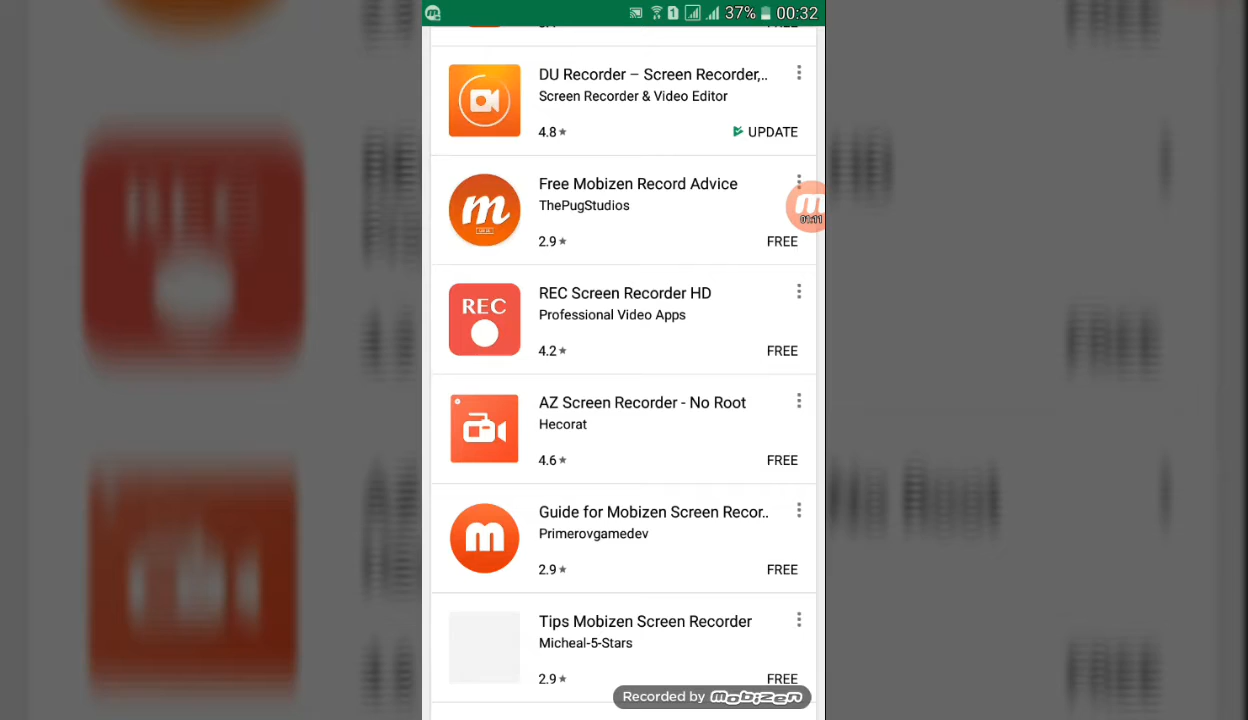 37% 00:32
DU Recorder – Screen Recorder,..
Screen Recorder & Video Editor
4.8★ UPDATE
m
Free Mobizen Record Advice
ThePugStudios
2.9★ FREE
01:11
REC
REC Screen Recorder HD
Professional Video Apps
4.2★ FREE
AZ Screen Recorder - No Root
Hecorat
4.6★ FREE
m
Guide for Mobizen Screen Recor..
Primerovgamedev
2.9★ FREE
Tips Mobizen Screen Recorder
Micheal-5-Stars
2.9★ FREE
Recorded by mobizen